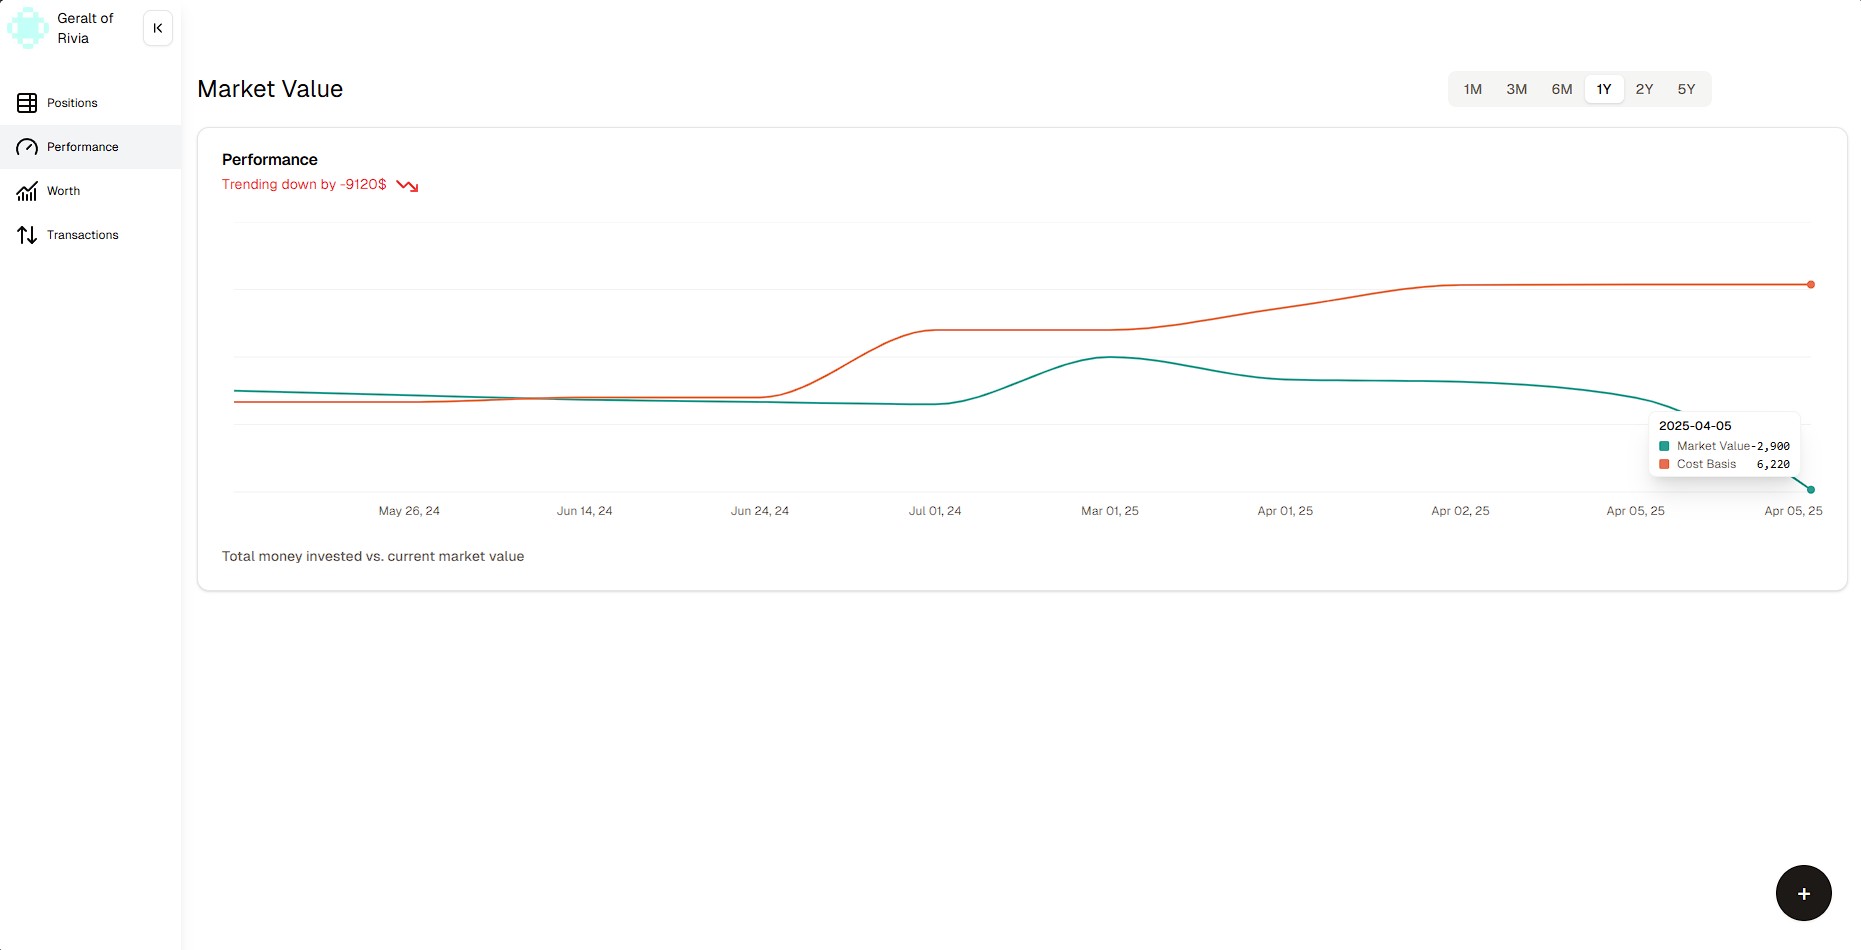 Geralt of
Rivia
Positions
Performance
Worth
Transactions
Market Value
1M 3M 6M 1Y 2Y 5Y
Performance
Trending down by -9120$
2025-04-05
Market Value-2,900
Cost Basis 6,220
May 26, 24 Jun 14, 24 Jun 24, 24 Jul 01, 24 Mar 01, 25 Apr 01, 25 Apr 02, 25 Apr 05, 25 Apr 05, 25
Total money invested vs. current market value
+